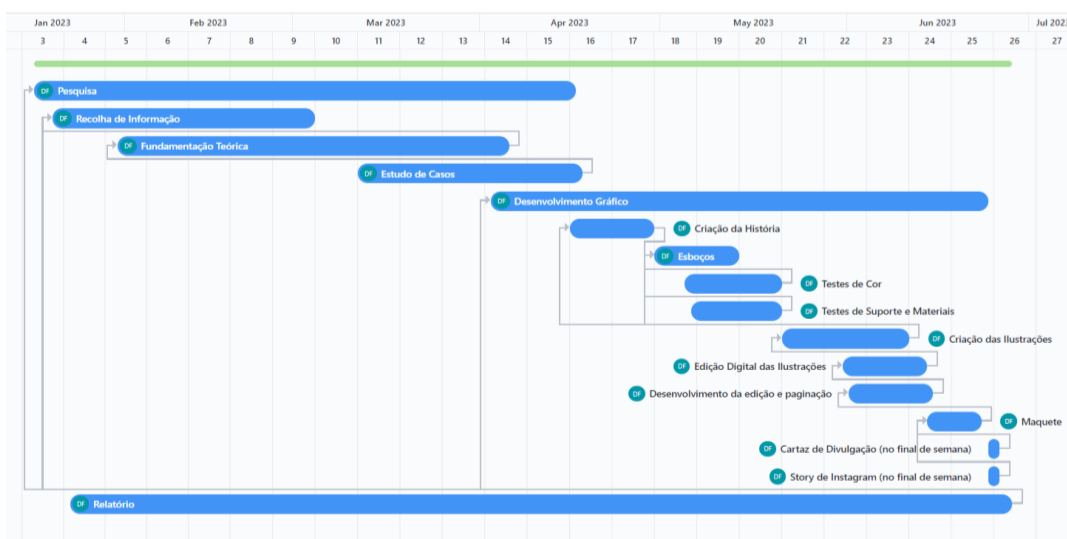 Jan 2023 Feb 2023 Mar 2023 Apr 2023 May 2023 Jun 2023 Jul 202
3 4 5 6 7 8 9 10 11 12 13 14 15 16 17 18 19 20 21 22 23 24 25 26 27
DF Pesquisa
DF Recolha de Informação
DF Fundamentação Teórica
DF Estudo de Casos
DF Desenvolvimento Gráfico
DF Criação da História
DF Esboços
DF Testes de Cor
DF Testes de Suporte e Materiais
DF Criação das Ilustrações
DF Edição Digital das Ilustrações
DF Desenvolvimento da edição e paginação
DF Maquete
DF Cartaz de Divulgação (no final de semana)
DF Story de Instagram (no final de semana)
DF Relatório